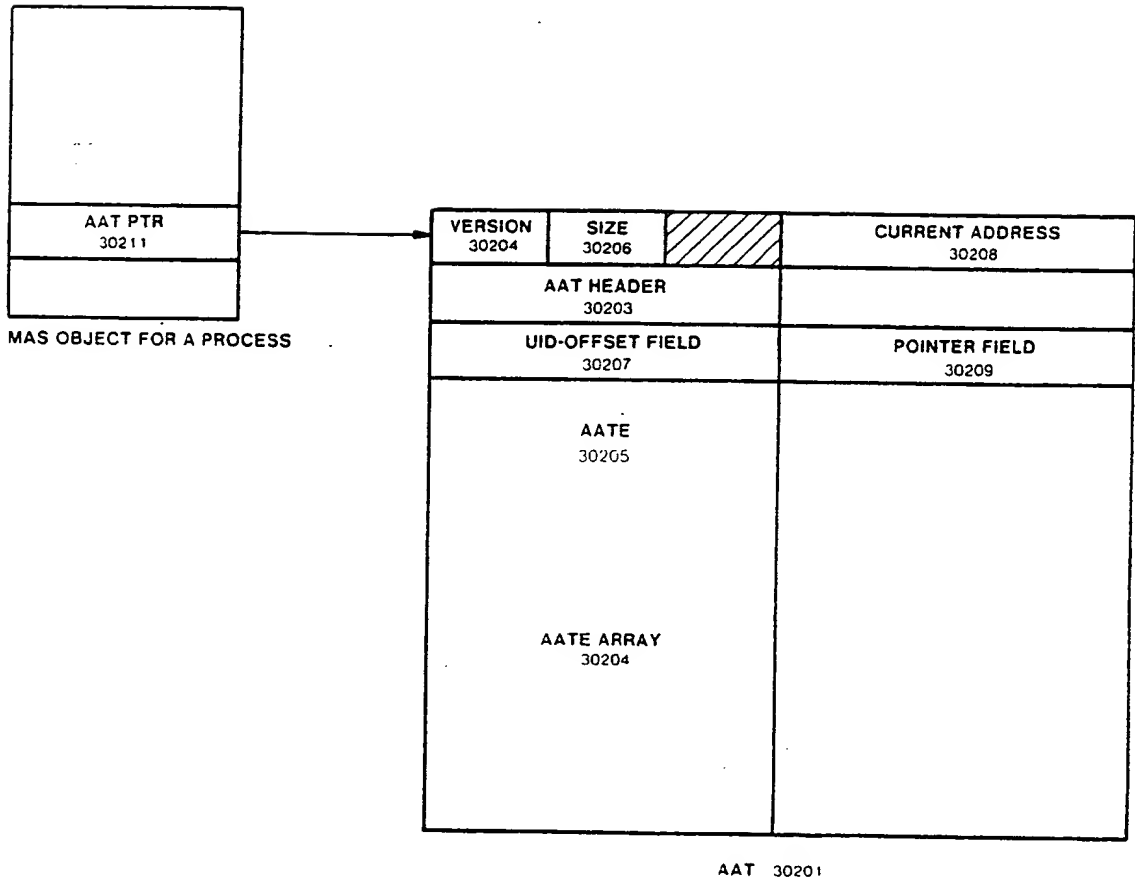 AAT PTR
30211
MAS OBJECT FOR A PROCESS
VERSION
30204
SIZE
30206
CURRENT ADDRESS
30208
AAT HEADER
30203
UID-OFFSET FIELD
30207
POINTER FIELD
30209
AATE
30205
AATE ARRAY
30204
AAT 30201